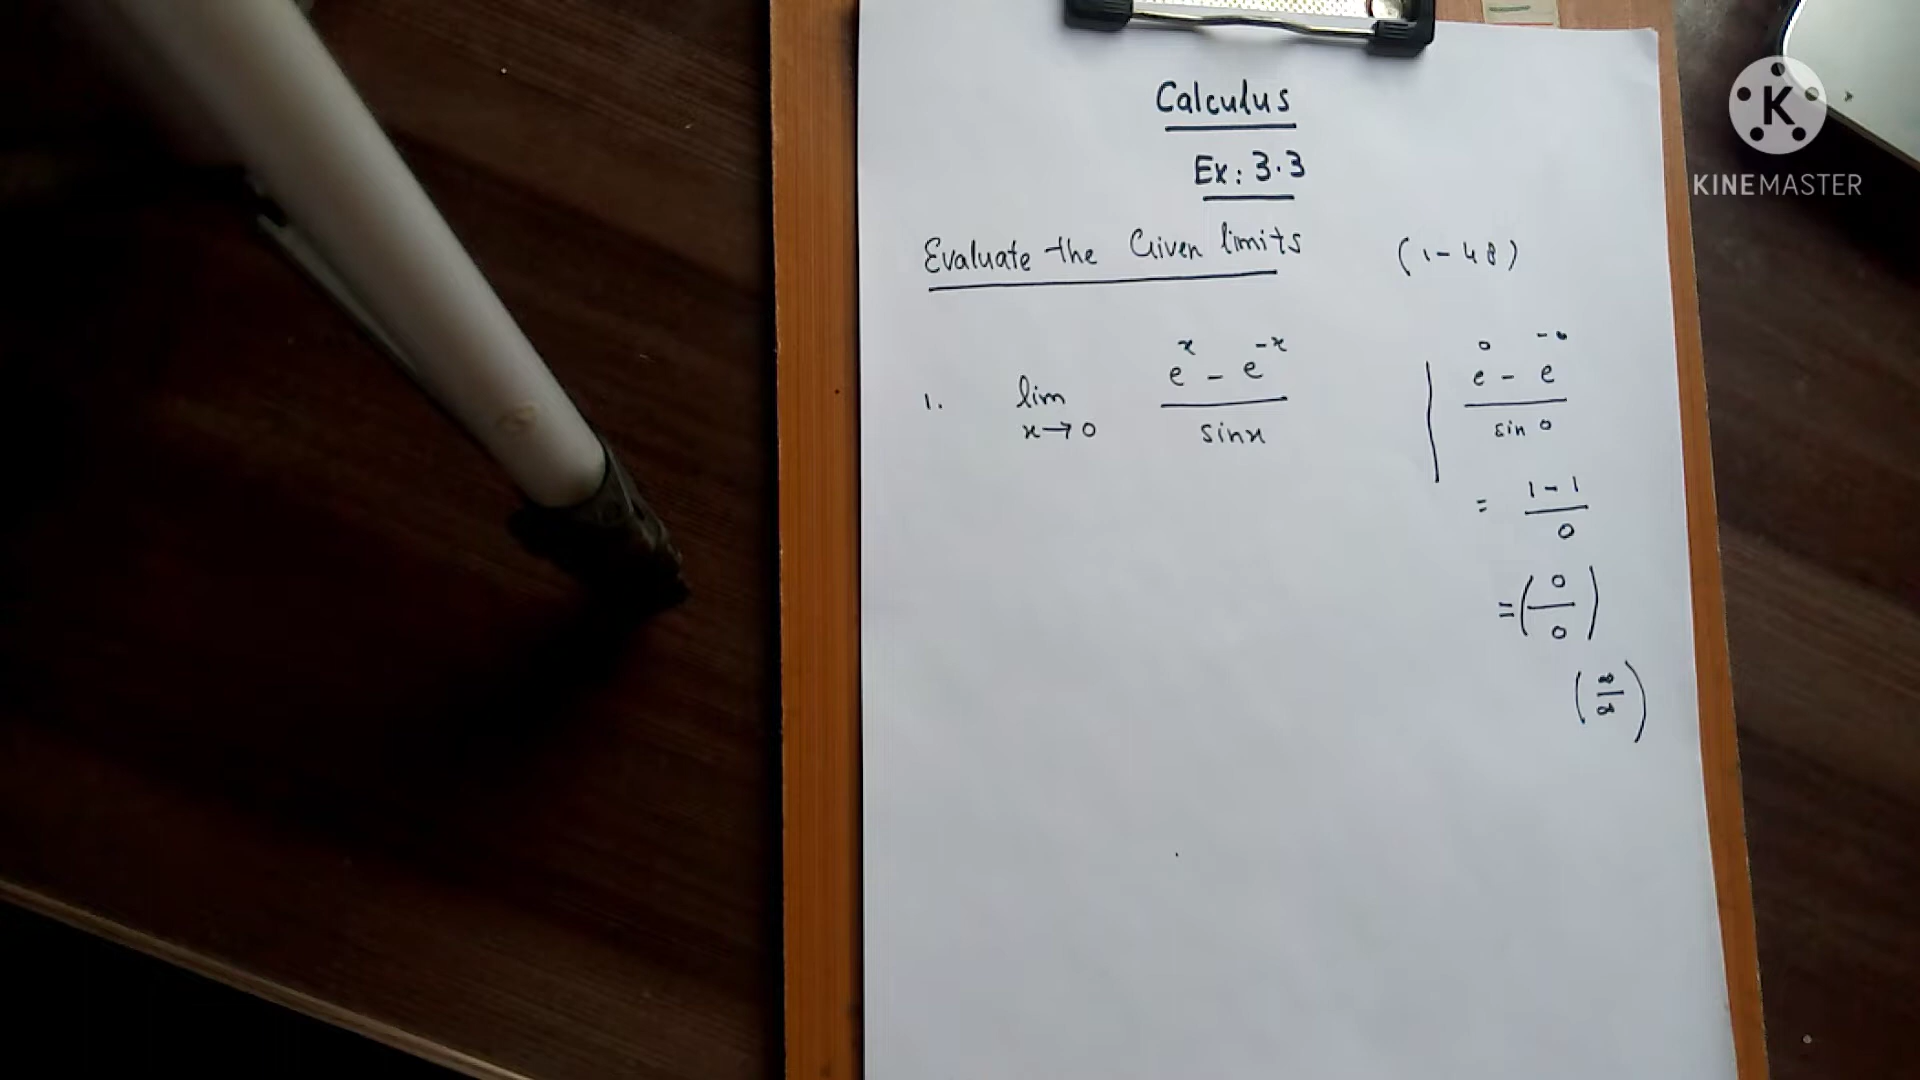 Calculus
Ex: 3.3
Evaluate the Given limits (1-48)
1. lim x→0 (e^x - e^-x) / sinx
| (e^0 - e^-0) / sin 0
= (1-1) / 0
= (0/0)
(∞/∞)
K
KINEMASTER